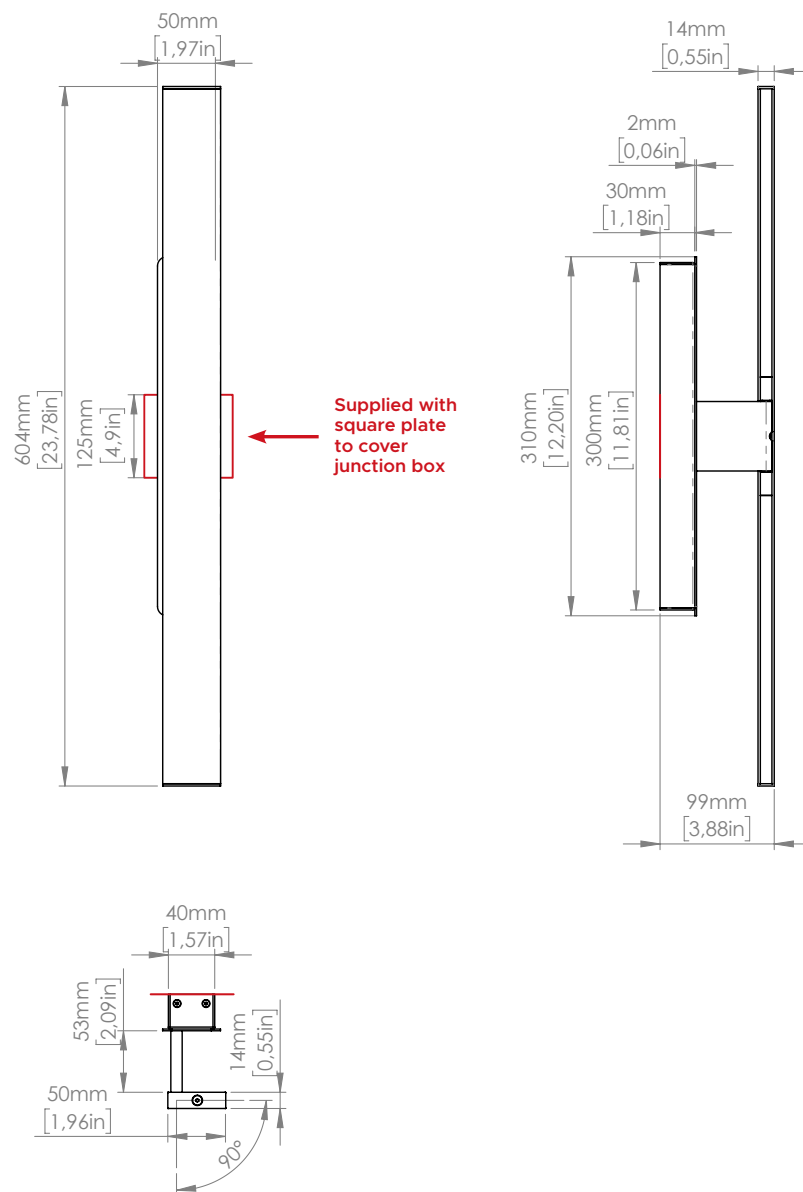 50mm
[1,97in]
14mm
[0,55in]
2mm
[0,06in]
30mm
[1,18in]
604mm
[23,78in]
125mm
[4,9in]
Supplied with
square plate
to cover
junction box
310mm
[12,20in]
300mm
[11,81in]
99mm
[3,88in]
40mm
[1,57in]
53mm
[2,09in]
14mm
[0,55in]
50mm
[1,96in]
90°